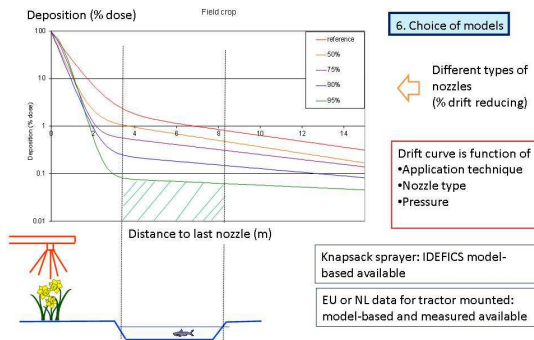 Deposition (% dose)
Field crop
6. Choice of models
100
10
1
0.1
0.01
Deposition (% dose)
0
2
4
6
8
10
12
14
reference
50%
75%
90%
95%
Distance to last nozzle (m)
Different types of
nozzles
(% drift reducing)
Drift curve is function of
•Application technique
•Nozzle type
•Pressure
Knapsack sprayer: IDEFICS model-
based available
EU or NL data for tractor mounted:
model-based and measured available